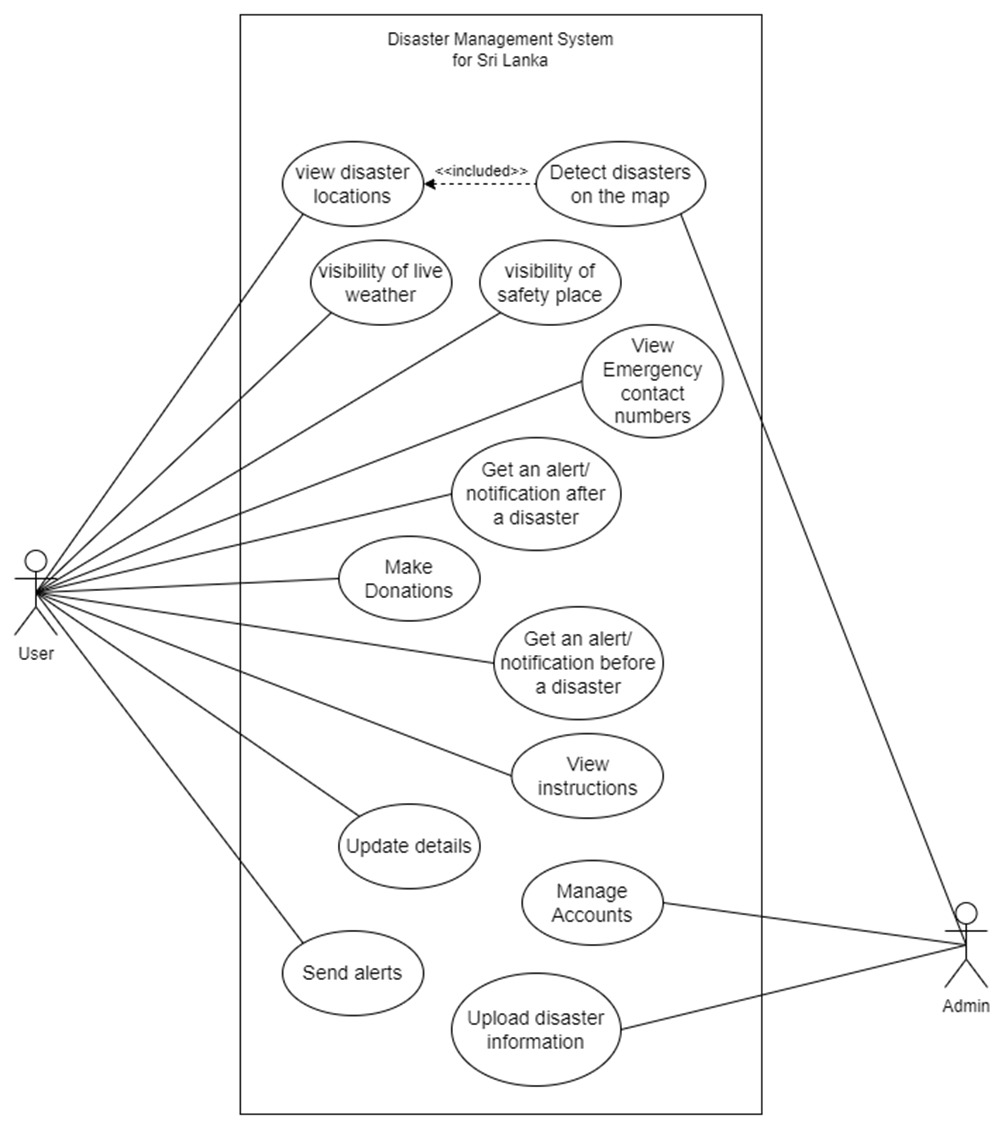 Disaster Management System
for Sri Lanka
view disaster
locations
<<included>>
Detect disasters
on the map
visibility of live
weather
visibility of
safety place
View
Emergency
contact
numbers
Get an alert/
notification after
a disaster
Make
Donations
User
Get an alert/
notification before
a disaster
View
instructions
Update details
Manage
Accounts
Send alerts
Admin
Upload disaster
information